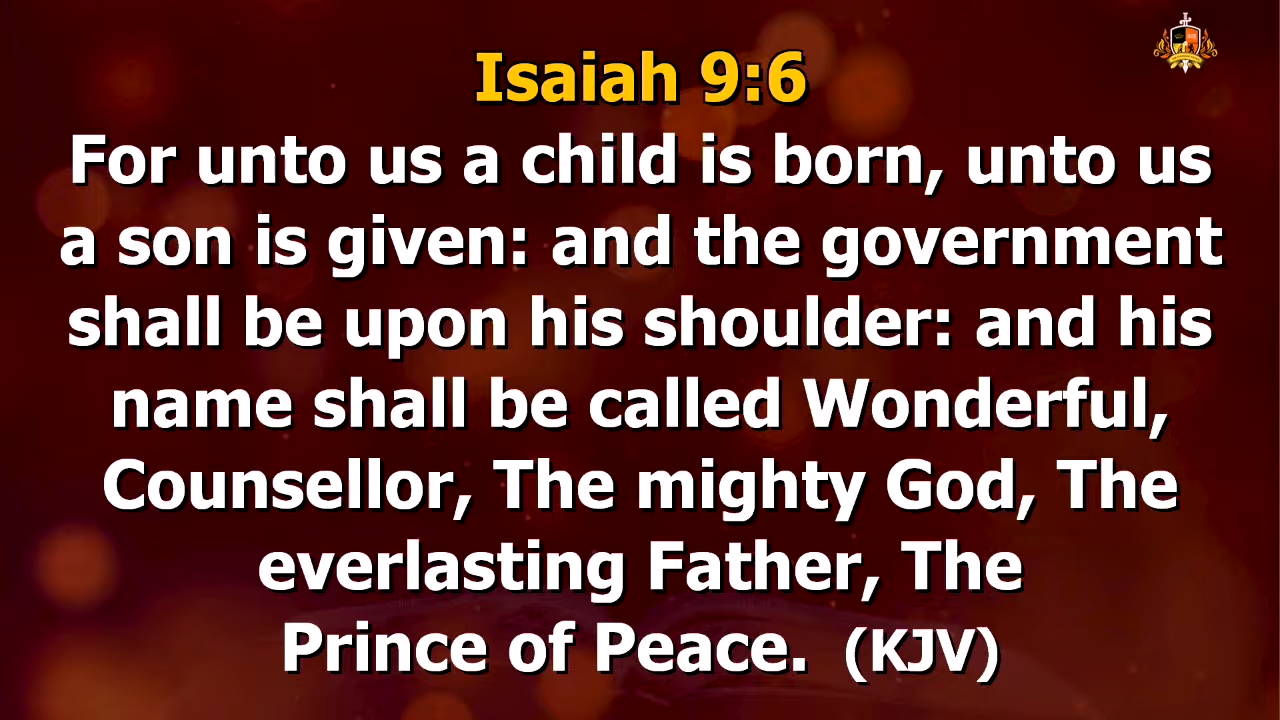 Isaiah 9:6
For unto us a child is born, unto us
a son is given: and the government
shall be upon his shoulder: and his
name shall be called Wonderful,
Counsellor, The mighty God, The
everlasting Father, The
Prince of Peace. (KJV)